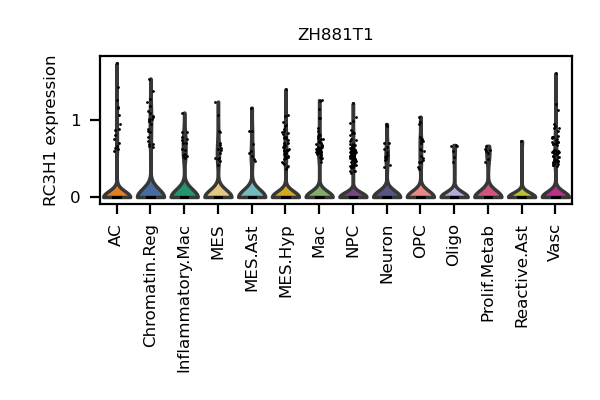 ZH881T1
RC3H1 expression
1
0
AC
Chromatin.Reg
Inflammatory.Mac
MES
MES.Ast
MES.Hyp
Mac
NPC
Neuron
OPC
Oligo
Prolif.Metab
Reactive.Ast
Vasc